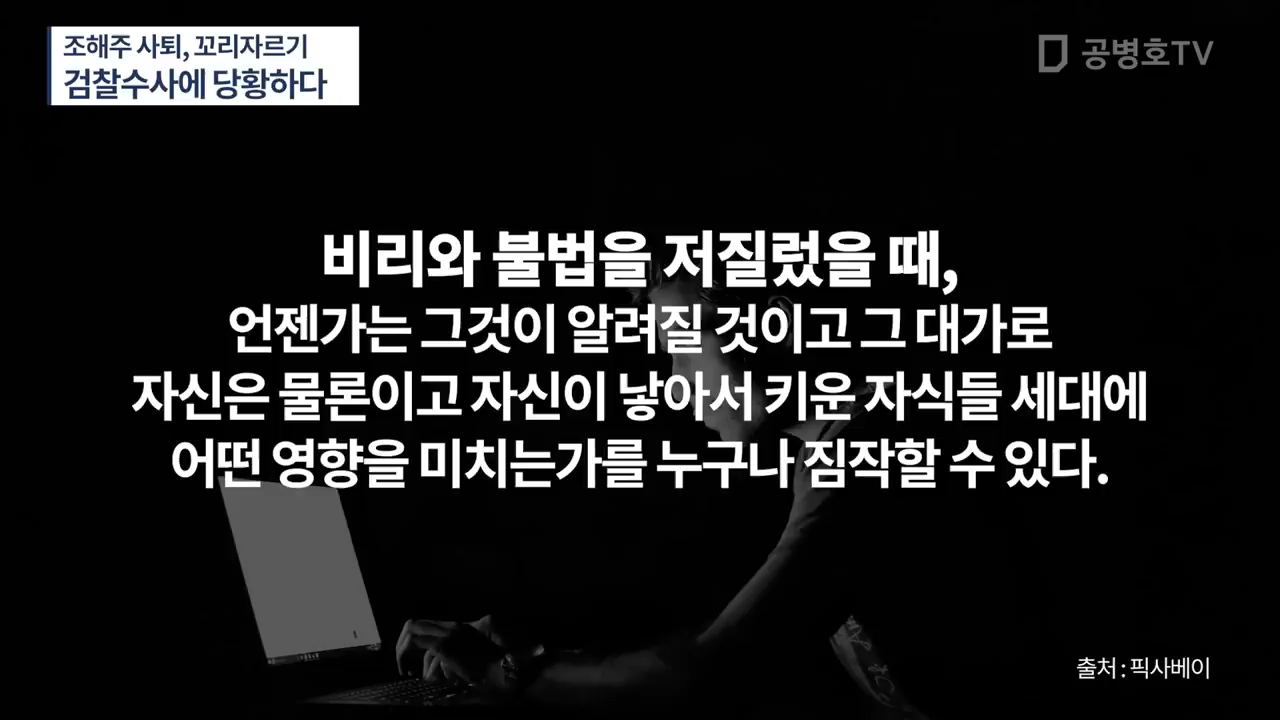 조해주 사퇴, 꼬리자르기
검찰수사에 당황하다
공병호TV
비리와 불법을 저질렀을 때,
언젠가는 그것이 알려질 것이고 그 대가로
자신은 물론이고 자신이 낳아서 키운 자식들 세대에
어떤 영향을 미치는가를 누구나 짐작할 수 있다.
출처 : 픽사베이